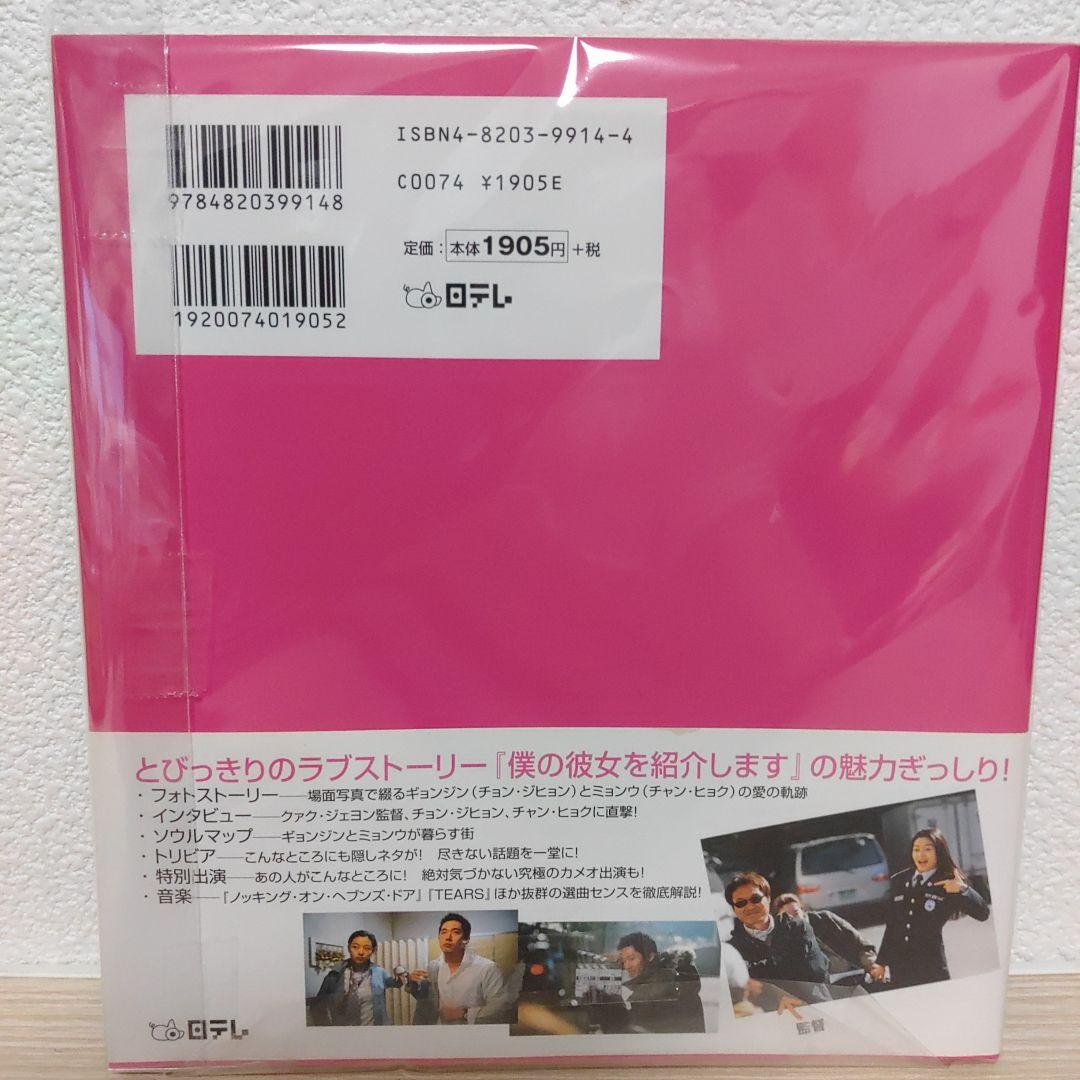 ISBN4-8203-9914-4
C0074 ¥1905E
9784820399148
定価：本体1905円+税
日テレ
1920074019052
とびっきりのラブストーリー『僕の彼女を紹介します』の魅力ぎっしり！
・フォトストーリー――場面写真で綴るギョンジン（チョン・ジヒョン）とミョンウ（チャン・ヒョク）の愛の軌跡
・インタビュー――クァク・ジェヨン監督、チョン・ジヒョン、チャン・ヒョクに直撃！
・ソウルマップ――ギョンジンとミョンウが暮らす街
・トリビア――こんなところにも隠しネタが！　尽きない話題を一堂に！
・特別出演――あの人がこんなところに！　絶対気づかない究極のカメオ出演も！
・音楽――『ノッキング・オン・ヘブンズ・ドア』『TEARS』ほか抜群の選曲センスを徹底解説！
監督
日テレ